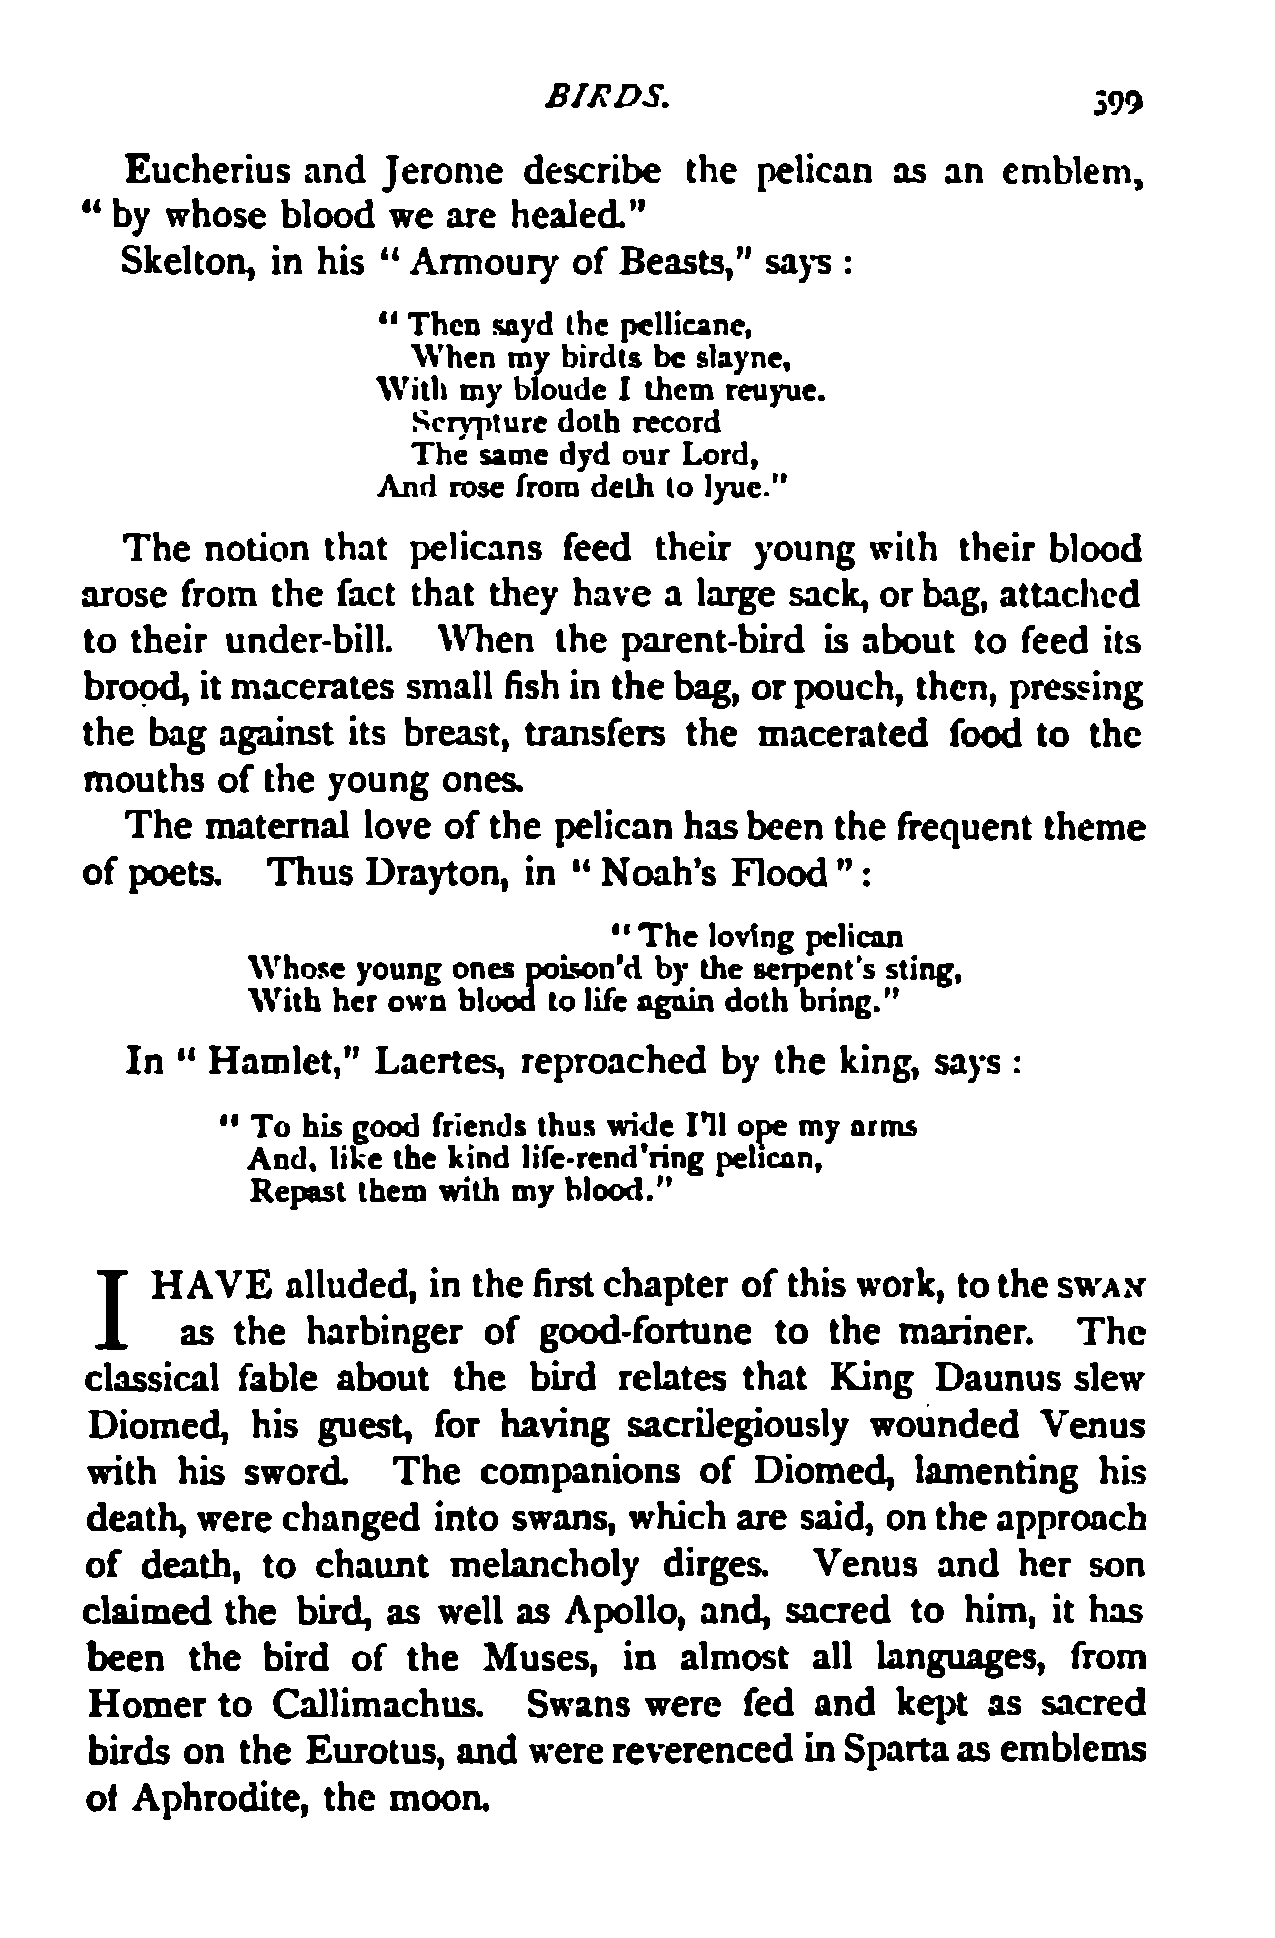 BIRDS. 399
Eucherius and Jerome describe the pelican as an emblem,
" by whose blood we are healed."
Skelton, in his " Armoury of Beasts," says :
" Then sayd the pellicane,
When my birdts be slayne,
With my bloude I them reuyue.
Scrypture doth record
The same dyd our Lord,
And rose from deth to lyue."
The notion that pelicans feed their young with their blood
arose from the fact that they have a large sack, or bag, attached
to their under-bill. When the parent-bird is about to feed its
brood, it macerates small fish in the bag, or pouch, then, pressing
the bag against its breast, transfers the macerated food to the
mouths of the young ones.
The maternal love of the pelican has been the frequent theme
of poets. Thus Drayton, in " Noah's Flood " :
" The loving pelican
Whose young ones poison'd by the serpent's sting,
With her own blood to life again doth bring."
In " Hamlet," Laertes, reproached by the king, says :
" To his good friends thus wide I'll ope my arms
And, like the kind life-rend'ring pelican,
Repast them with my blood."
I HAVE alluded, in the first chapter of this work, to the SWAN
as the harbinger of good-fortune to the mariner. The
classical fable about the bird relates that King Daunus slew
Diomed, his guest, for having sacrilegiously wounded Venus
with his sword. The companions of Diomed, lamenting his
death, were changed into swans, which are said, on the approach
of death, to chaunt melancholy dirges. Venus and her son
claimed the bird, as well as Apollo, and, sacred to him, it has
been the bird of the Muses, in almost all languages, from
Homer to Callimachus. Swans were fed and kept as sacred
birds on the Eurotus, and were reverenced in Sparta as emblems
of Aphrodite, the moon.